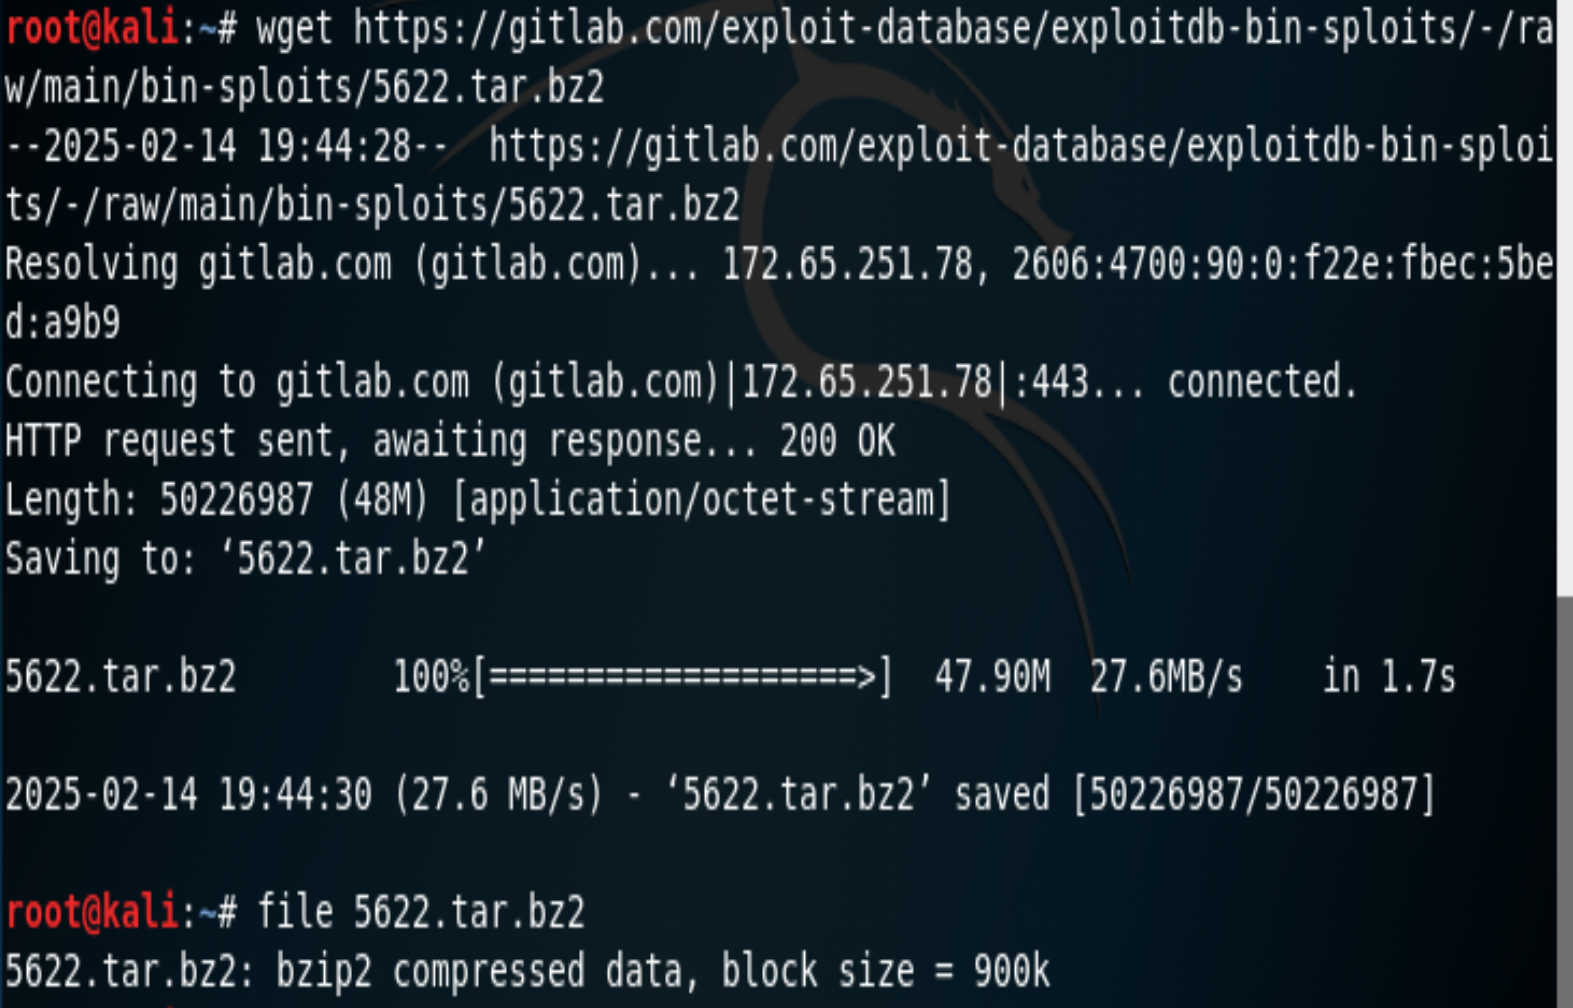 root@kali:~# wget https://gitlab.com/exploit-database/exploitdb-bin-sploits/-/ra
w/main/bin-sploits/5622.tar.bz2
--2025-02-14 19:44:28--  https://gitlab.com/exploit-database/exploitdb-bin-sploi
ts/-/raw/main/bin-sploits/5622.tar.bz2
Resolving gitlab.com (gitlab.com)... 172.65.251.78, 2606:4700:90:0:f22e:fbec:5be
d:a9b9
Connecting to gitlab.com (gitlab.com)|172.65.251.78|:443... connected.
HTTP request sent, awaiting response... 200 OK
Length: 50226987 (48M) [application/octet-stream]
Saving to: ‘5622.tar.bz2’
5622.tar.bz2        100%[===================>]  47.90M  27.6MB/s    in 1.7s
2025-02-14 19:44:30 (27.6 MB/s) - ‘5622.tar.bz2’ saved [50226987/50226987]
root@kali:~# file 5622.tar.bz2
5622.tar.bz2: bzip2 compressed data, block size = 900k